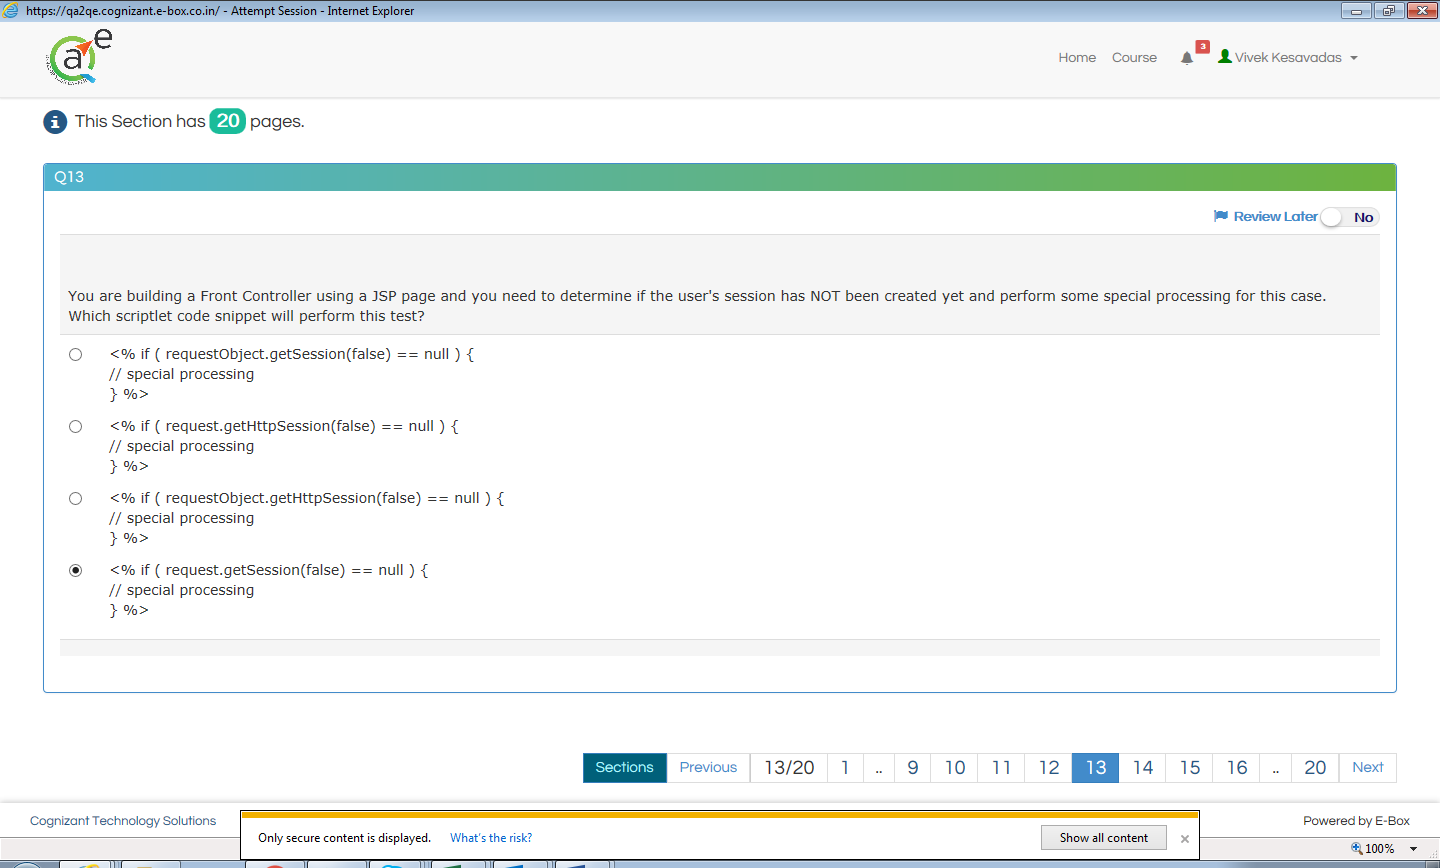 https://qa2qe.cognizant.e-box.co.in/ - Attempt Session - Internet Explorer
a e
Home Course 3 Vivek Kesavadas
i This Section has 20 pages.
Q13
Review Later No
You are building a Front Controller using a JSP page and you need to determine if the user's session has NOT been created yet and perform some special processing for this case.
Which scriptlet code snippet will perform this test?
<% if ( requestObject.getSession(false) == null ) {
// special processing
} %>
<% if ( request.getHttpSession(false) == null ) {
// special processing
} %>
<% if ( requestObject.getHttpSession(false) == null ) {
// special processing
} %>
<% if ( request.getSession(false) == null ) {
// special processing
} %>
Sections Previous 13/20 1 .. 9 10 11 12 13 14 15 16 .. 20 Next
Cognizant Technology Solutions Powered by E-Box
Only secure content is displayed. What's the risk? Show all content ×
100%